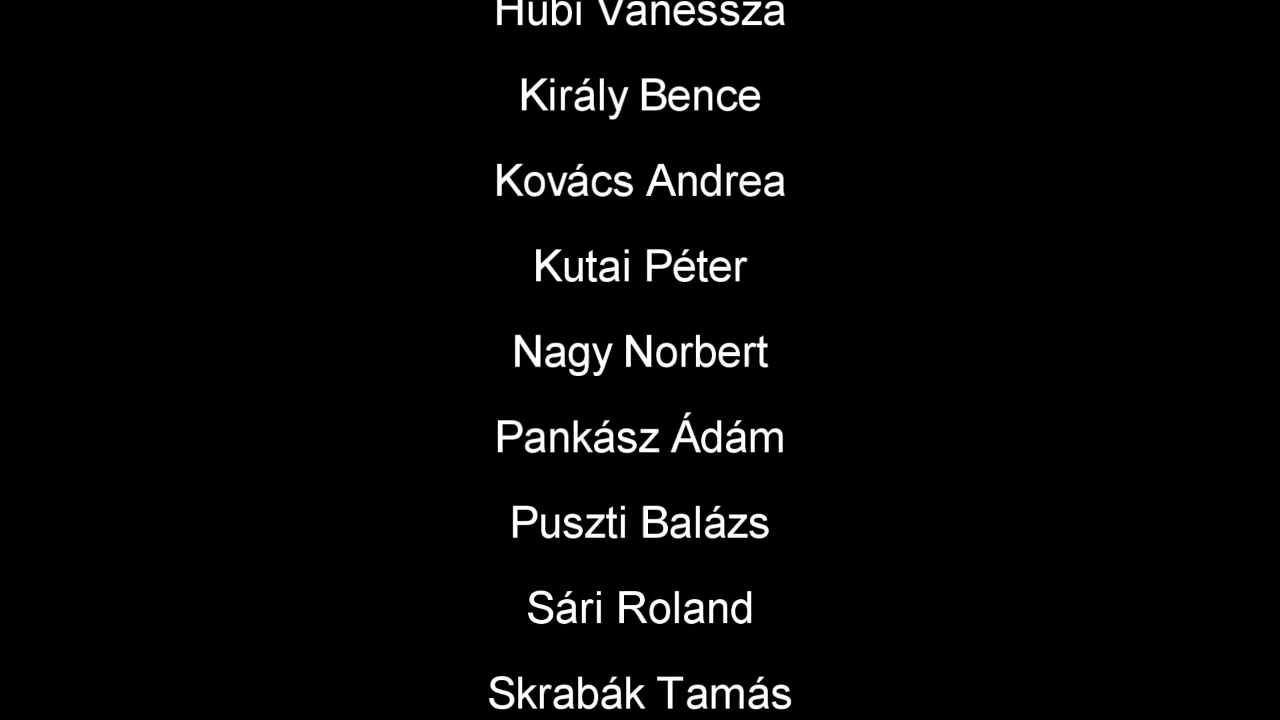 Hubi Vanessza
Király Bence
Kovács Andrea
Kutai Péter
Nagy Norbert
Pankász Ádám
Puszti Balázs
Sári Roland
Skrabák Tamás